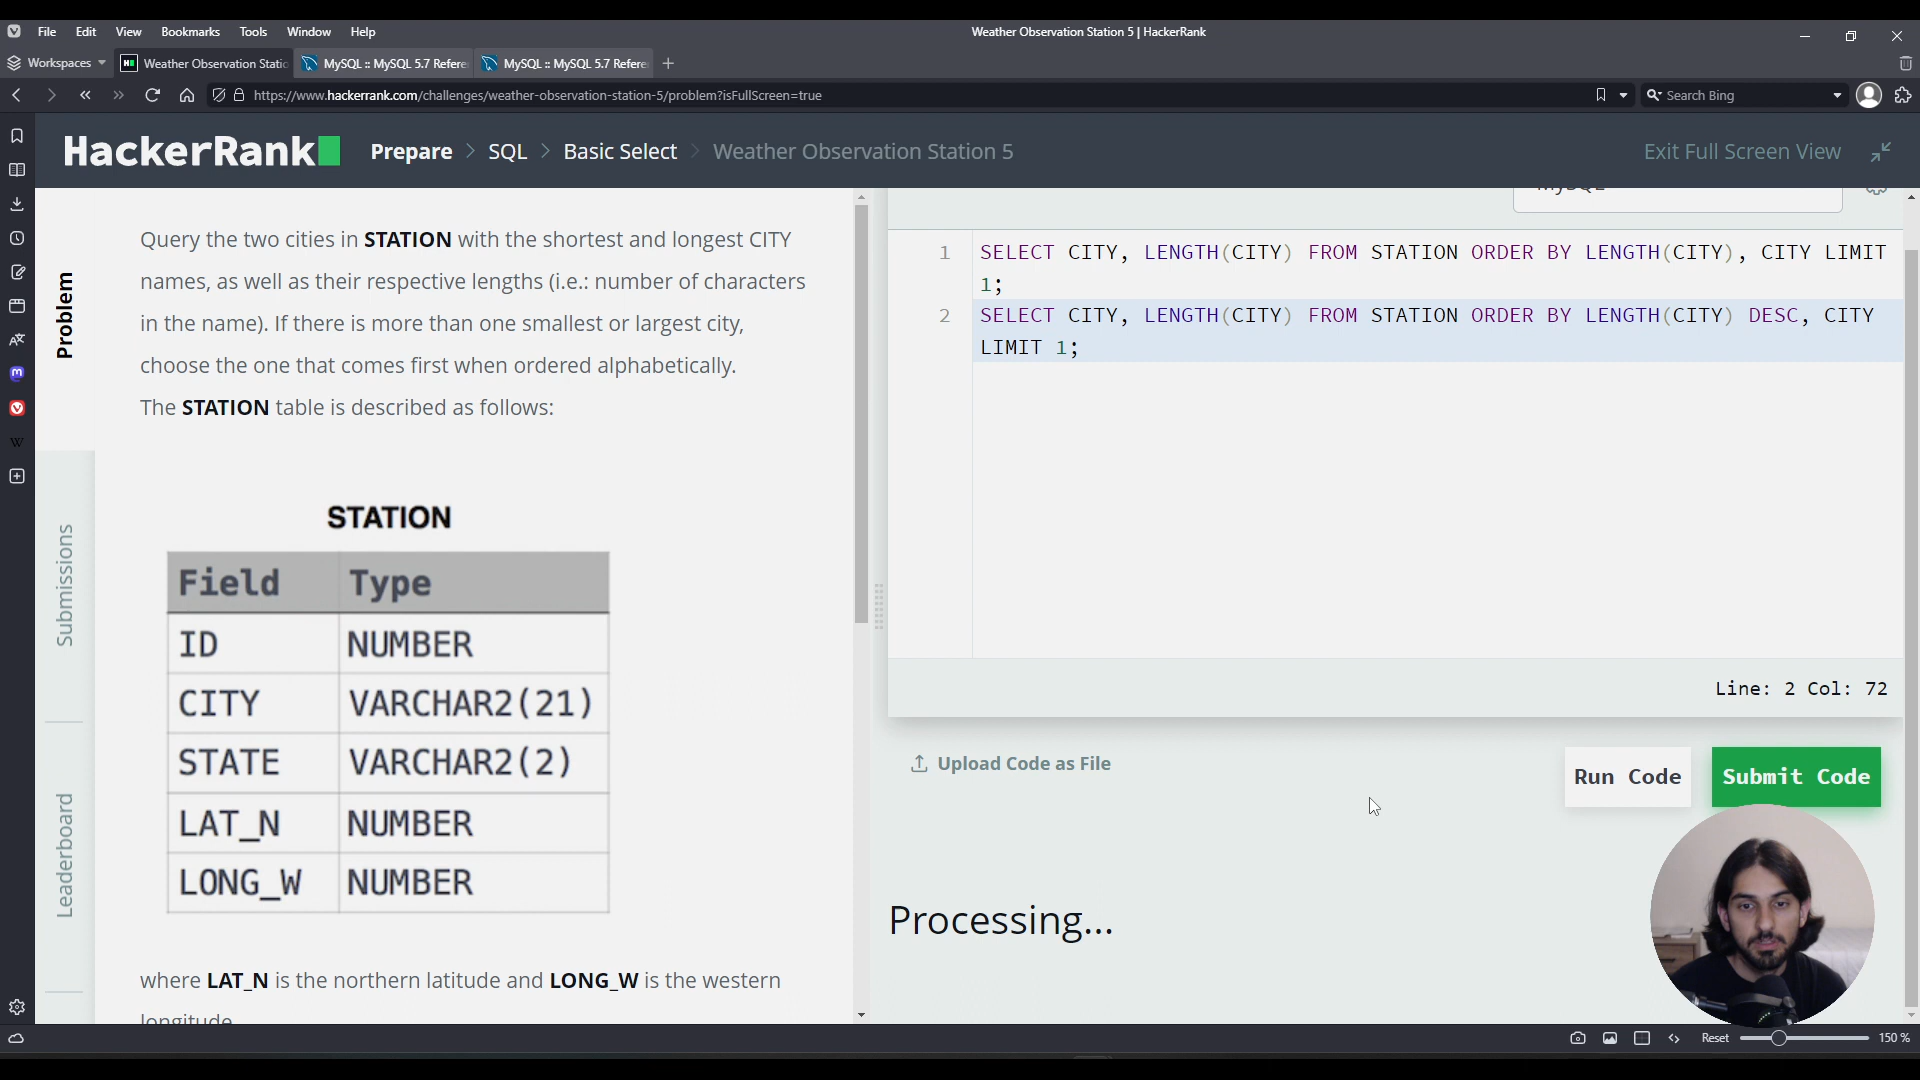 File Edit View Bookmarks Tools Window Help
Weather Observation Station 5 | HackerRank
Workspaces
Weather Observation Static
MySQL :: MySQL 5.7 Refere
MySQL :: MySQL 5.7 Refere
https://www.hackerrank.com/challenges/weather-observation-station-5/problem?isFullScreen=true
Search Bing
HackerRank
Prepare > SQL > Basic Select > Weather Observation Station 5
Exit Full Screen View
Problem
Submissions
Leaderboard
Query the two cities in STATION with the shortest and longest CITY
names, as well as their respective lengths (i.e.: number of characters
in the name). If there is more than one smallest or largest city,
choose the one that comes first when ordered alphabetically.
The STATION table is described as follows:
STATION
Field Type
ID NUMBER
CITY VARCHAR2(21)
STATE VARCHAR2(2)
LAT_N NUMBER
LONG_W NUMBER
where LAT_N is the northern latitude and LONG_W is the western
longitude.
MySQL
1 SELECT CITY, LENGTH(CITY) FROM STATION ORDER BY LENGTH(CITY), CITY LIMIT
1;
2 SELECT CITY, LENGTH(CITY) FROM STATION ORDER BY LENGTH(CITY) DESC, CITY
LIMIT 1;
Line: 2 Col: 72
Upload Code as File
Run Code
Submit Code
Processing...
Reset
150 %